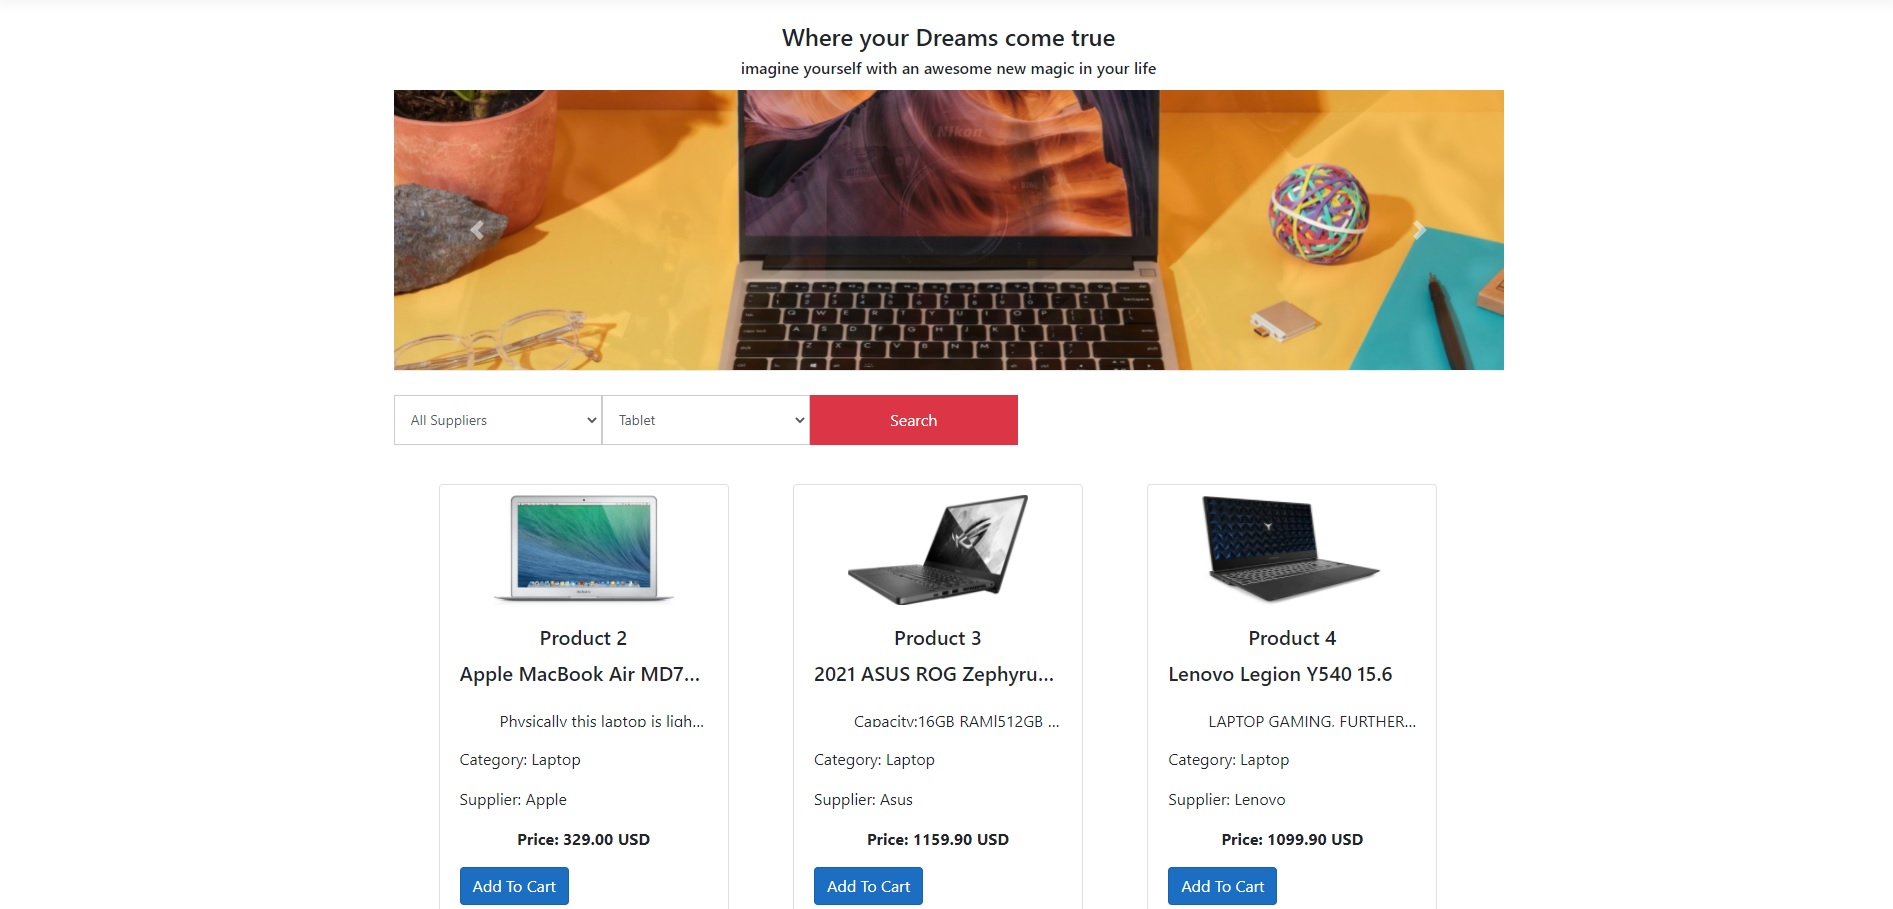 Where your Dreams come true
imagine yourself with an awesome new magic in your life
Nikon
All Suppliers
Tablet
Search
Product 2
Apple MacBook Air MD7...
Physically this laptop is ligh...
Category: Laptop
Supplier: Apple
Price: 329.00 USD
Add To Cart
Product 3
2021 ASUS ROG Zephyru...
Capacity:16GB RAM|512GB ...
Category: Laptop
Supplier: Asus
Price: 1159.90 USD
Add To Cart
Product 4
Lenovo Legion Y540 15.6
LAPTOP GAMING. FURTHER...
Category: Laptop
Supplier: Lenovo
Price: 1099.90 USD
Add To Cart